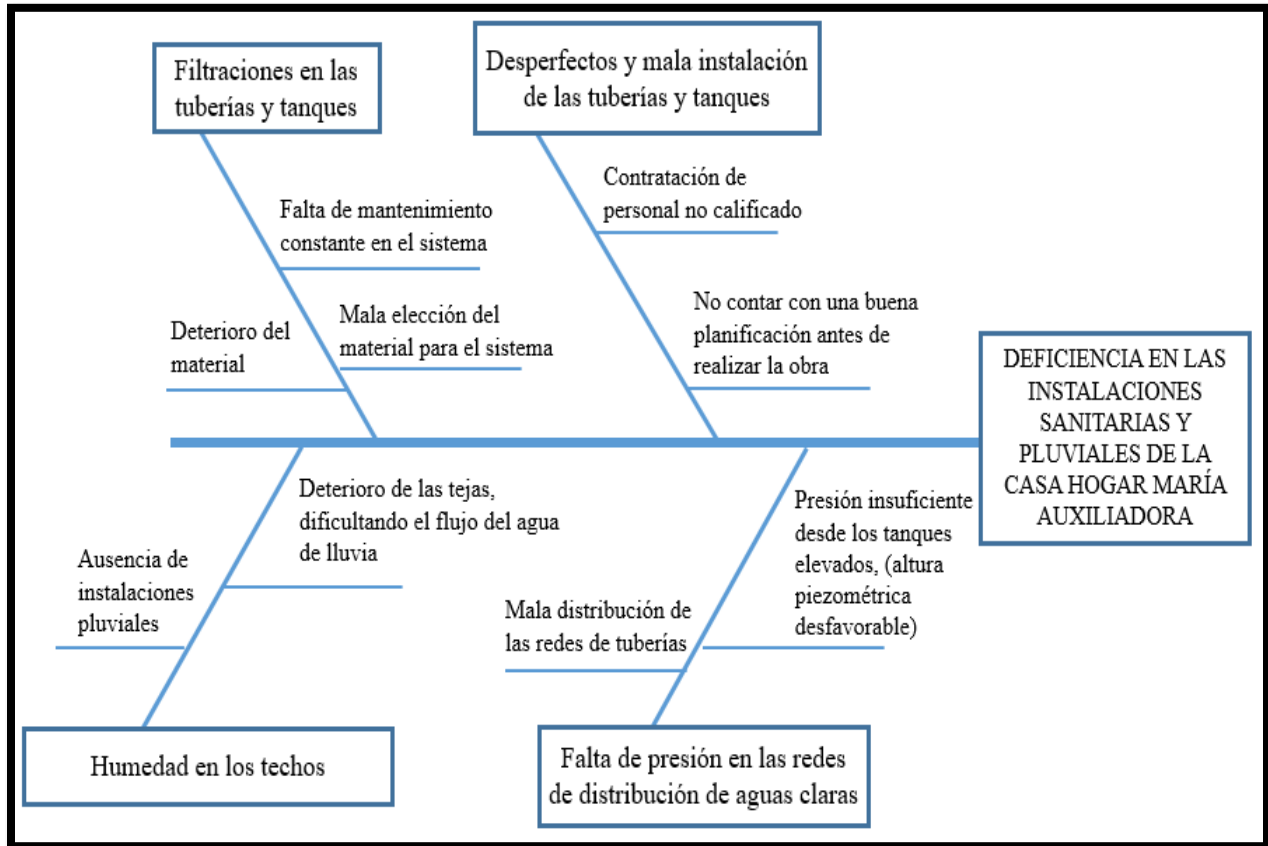 Filtraciones en las
tuberías y tanques
Desperfectos y mala instalación
de las tuberías y tanques
Contratación de
personal no calificado
Falta de mantenimiento
constante en el sistema
Deterioro del
material
Mala elección del
material para el sistema
No contar con una buena
planificación antes de
realizar la obra
DEFICIENCIA EN LAS
INSTALACIONES
SANITARIAS Y
PLUVIALES DE LA
CASA HOGAR MARÍA
AUXILIADORA
Ausencia de
instalaciones
pluviales
Deterioro de las tejas,
dificultando el flujo del agua
de lluvia
Mala distribución de
las redes de tuberías
Presión insuficiente
desde los tanques
elevados, (altura
piezométrica
desfavorable)
Humedad en los techos
Falta de presión en las redes
de distribución de aguas claras